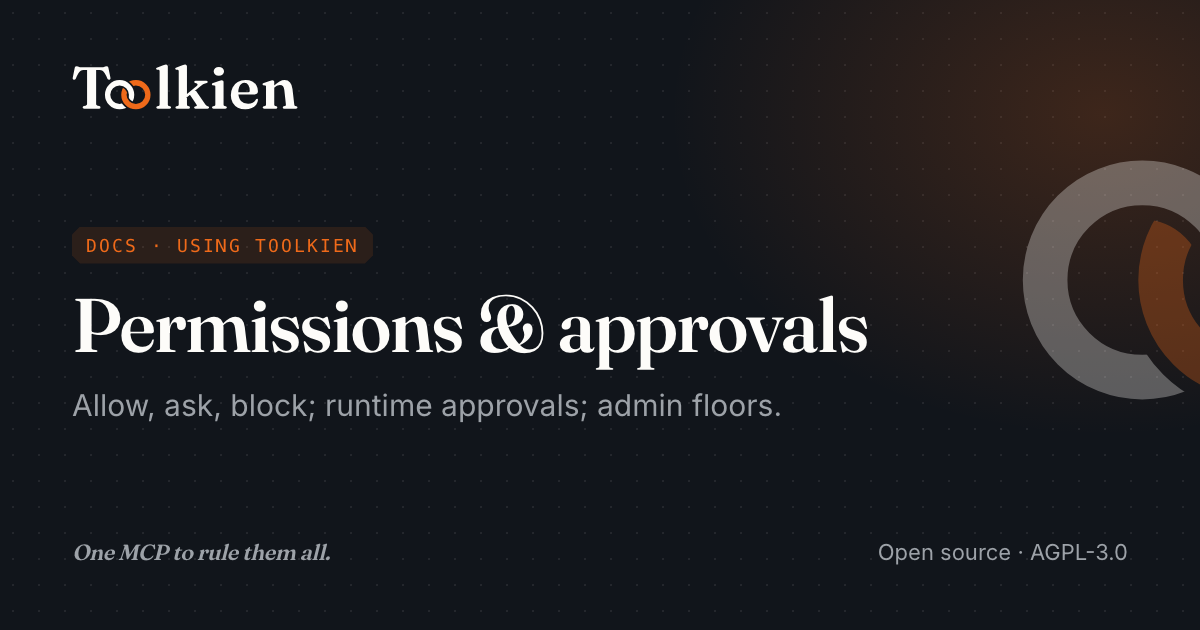 Toolkien
DOCS · USING TOOLKIEN
Permissions & approvals
Allow, ask, block; runtime approvals; admin floors.
One MCP to rule them all.
Open source · AGPL-3.0